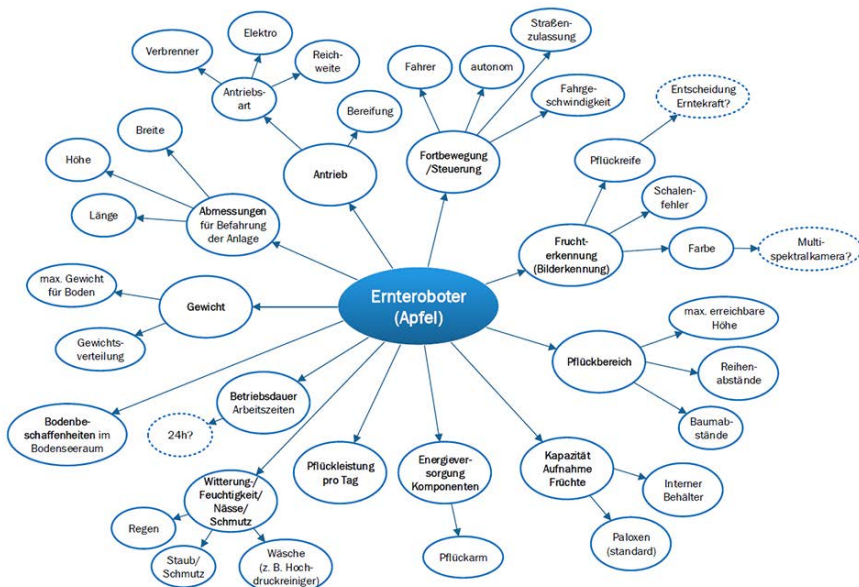 Straßen-
zulassung
Elektro
Verbrenner
Reich-
weite
Fahrer
autonom
Antriebs-
art
Fahrge-
schwindigkeit
Entscheidung
Erntekraft?
Bereifung
Breite
Fortbewegung
/Steuerung
Pflückreife
Höhe
Antrieb
Schalen-
fehler
Länge
Abmessungen
für Befahrung
der Anlage
Frucht-
erkennung
(Bilderkennung)
Farbe
Multi-
spektralkamera?
max. Gewicht
für Boden
Gewicht
Ernteroboter
(Apfel)
max. erreichbare
Höhe
Gewichts-
verteilung
Pflückbereich
Reihen-
abstände
Betriebsdauer
Arbeitszeiten
Bodenbe-
schaffenheiten im
Bodenseeraum
24h?
Baumab-
stände
Pflückleistung
pro Tag
Energiever-
sorgung
Komponenten
Kapazität
Aufnahme
Früchte
Witterung-/
Feuchtigkeit/
Nässe/
Schmutz
Interner
Behälter
Regen
Staub/
Schmutz
Wäsche
(z. B. Hoch-
druckreiniger)
Pflückarm
Paloxen
(standard)